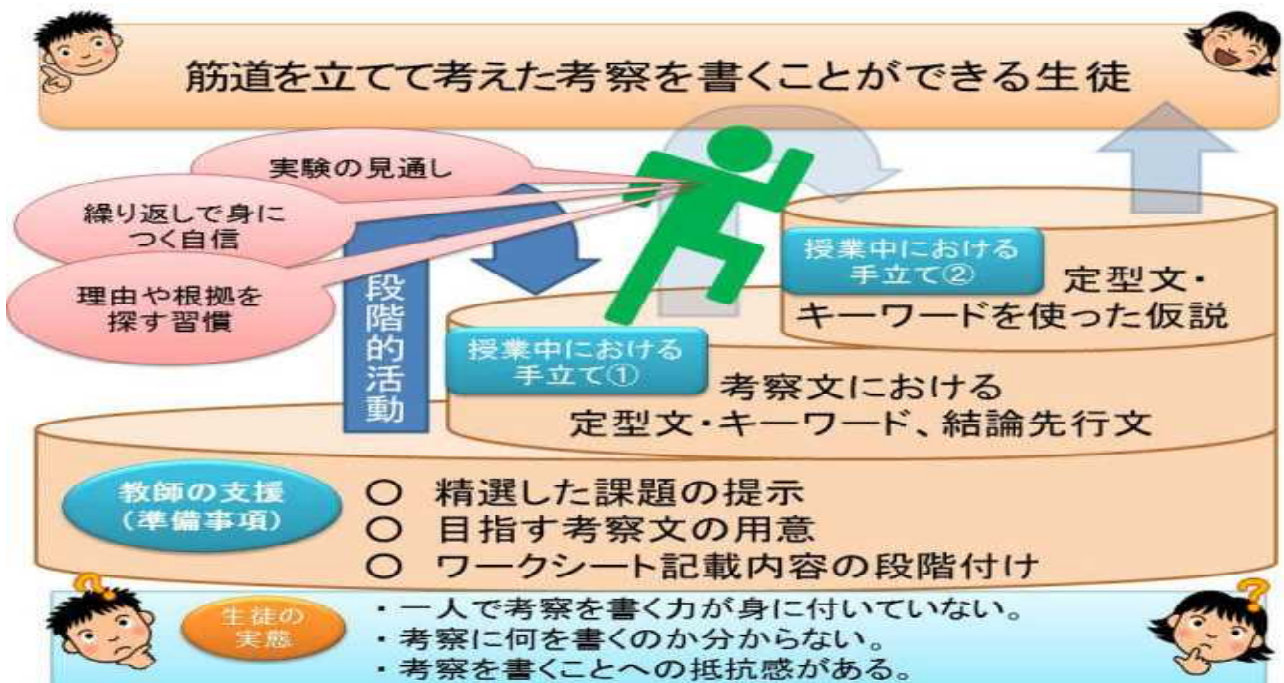 筋道を立てて考えた考察を書くことができる生徒
実験の見通し
繰り返しで身に
つく自信
理由や根拠を
探す習慣
段階的活動
授業中における
手立て②
定型文・
キーワードを使った仮説
授業中における
手立て①
考察文における
定型文・キーワード、結論先行文
教師の支援
(準備事項)
〇 精選した課題の提示
〇 目指す考察文の用意
〇 ワークシート記載内容の段階付け
生徒の
実態
・一人で考察を書く力が身に付いていない。
・考察に何を書くのか分からない。
・考察を書くことへの抵抗感がある。